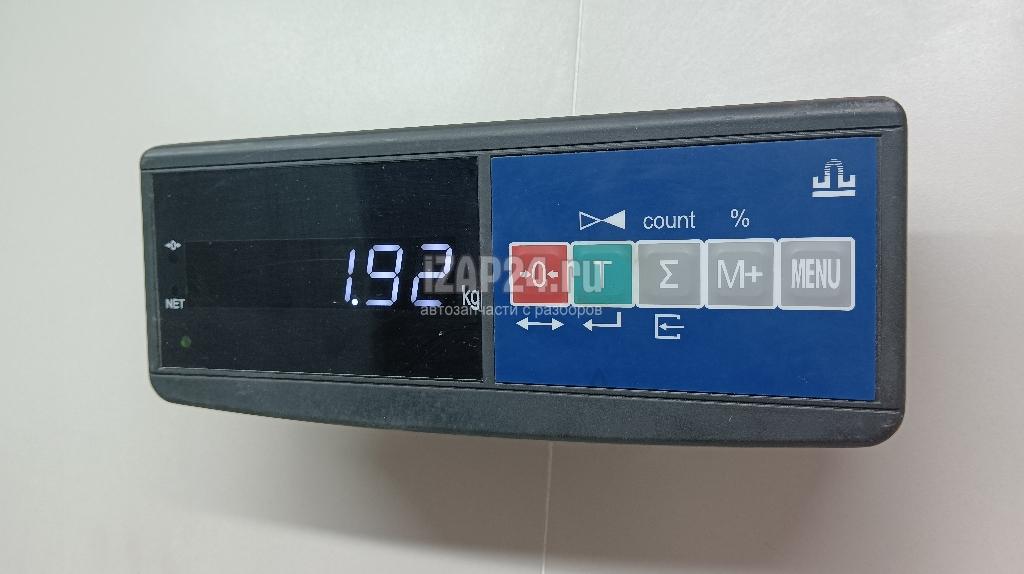 count %
1.92 kg
→0← T Σ M+ MENU
NET
iZAP24.ru
автозапчасти с разборов